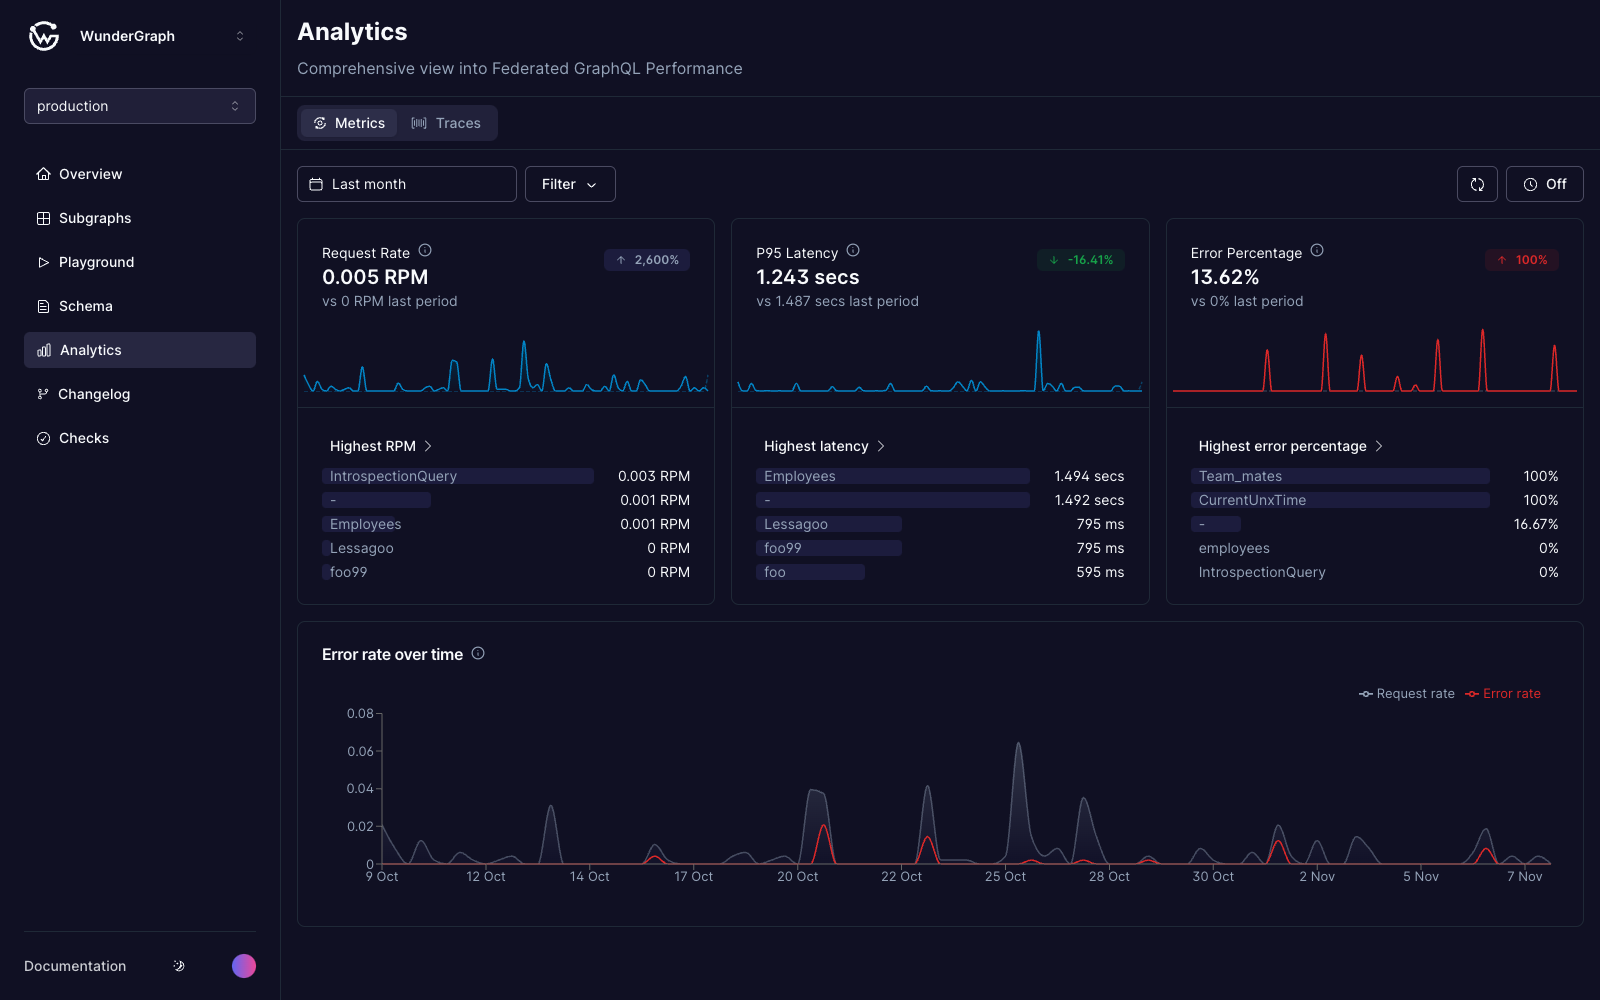 WunderGraph
production
Overview
Subgraphs
Playground
Schema
Analytics
Changelog
Checks
Documentation
Analytics
Comprehensive view into Federated GraphQL Performance
Metrics
Traces
Last month
Filter
Off
Request Rate
0.005 RPM
vs 0 RPM last period
↑ 2,600%
Highest RPM
IntrospectionQuery 0.003 RPM
- 0.001 RPM
Employees 0.001 RPM
Lessagoo 0 RPM
foo99 0 RPM
P95 Latency
1.243 secs
vs 1.487 secs last period
↓ -16.41%
Highest latency
Employees 1.494 secs
- 1.492 secs
Lessagoo 795 ms
foo99 795 ms
foo 595 ms
Error Percentage
13.62%
vs 0% last period
↑ 100%
Highest error percentage
Team_mates 100%
CurrentUnxTime 100%
- 16.67%
employees 0%
IntrospectionQuery 0%
Error rate over time
Request rate Error rate
0.08
0.06
0.04
0.02
0
9 Oct 12 Oct 14 Oct 17 Oct 20 Oct 22 Oct 25 Oct 28 Oct 30 Oct 2 Nov 5 Nov 7 Nov